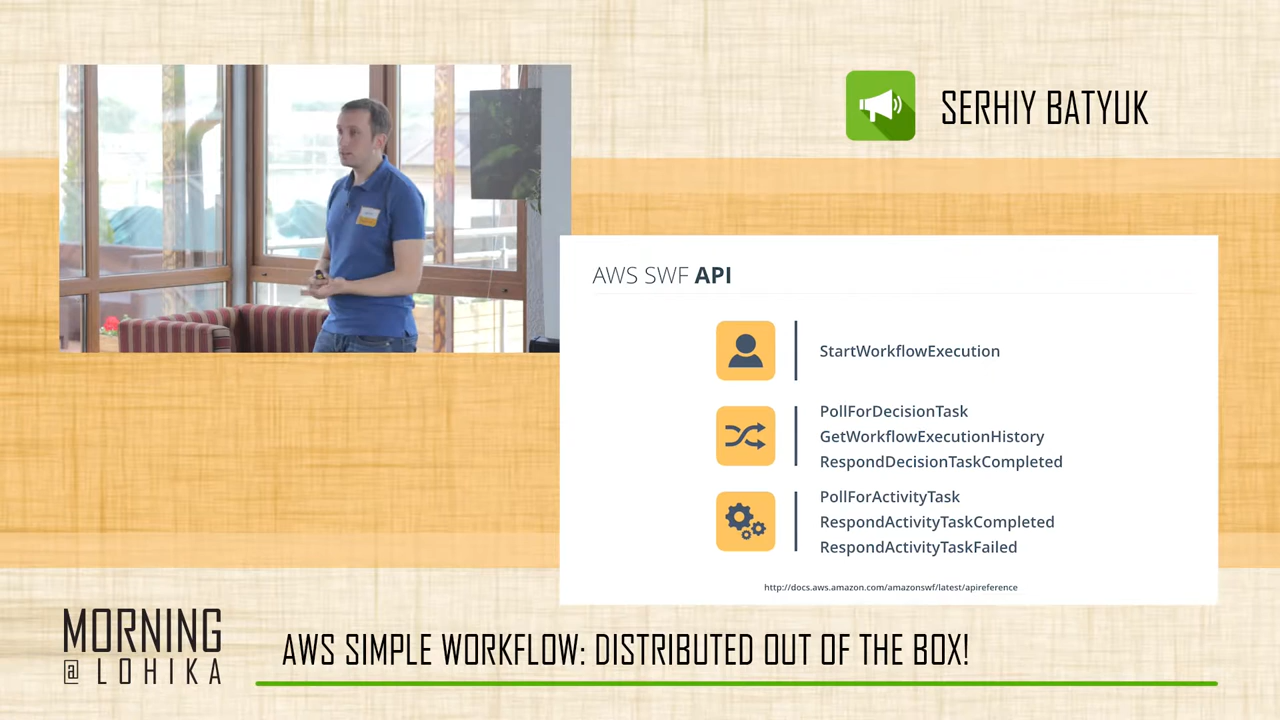 SERHIY BATYUK
AWS SWF API
StartWorkflowExecution
PollForDecisionTask
GetWorkflowExecutionHistory
RespondDecisionTaskCompleted
PollForActivityTask
RespondActivityTaskCompleted
RespondActivityTaskFailed
http://docs.aws.amazon.com/amazonswf/latest/apireference
MORNING
@ LOHIKA
AWS SIMPLE WORKFLOW: DISTRIBUTED OUT OF THE BOX!